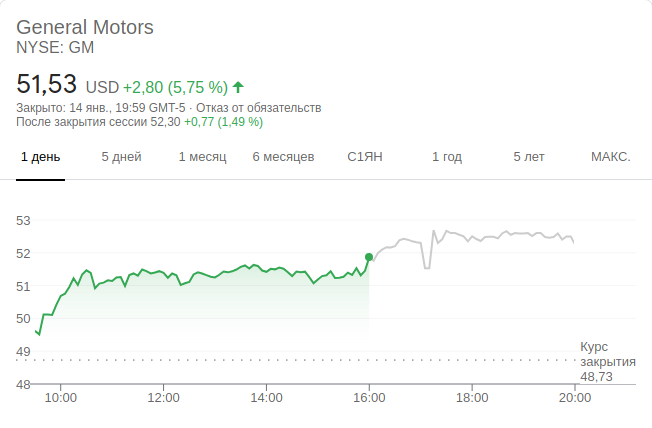 General Motors
NYSE: GM
51,53 USD +2,80 (5,75 %)
Закрыто: 14 янв., 19:59 GMT-5 · Отказ от обязательств
После закрытия сессии 52,30 +0,77 (1,49 %)
1 день 5 дней 1 месяц 6 месяцев С1ЯН 1 год 5 лет МАКС.
53
52
51
50
49
Курс
закрытия
48,73
48
10:00 12:00 14:00 16:00 18:00 20:00